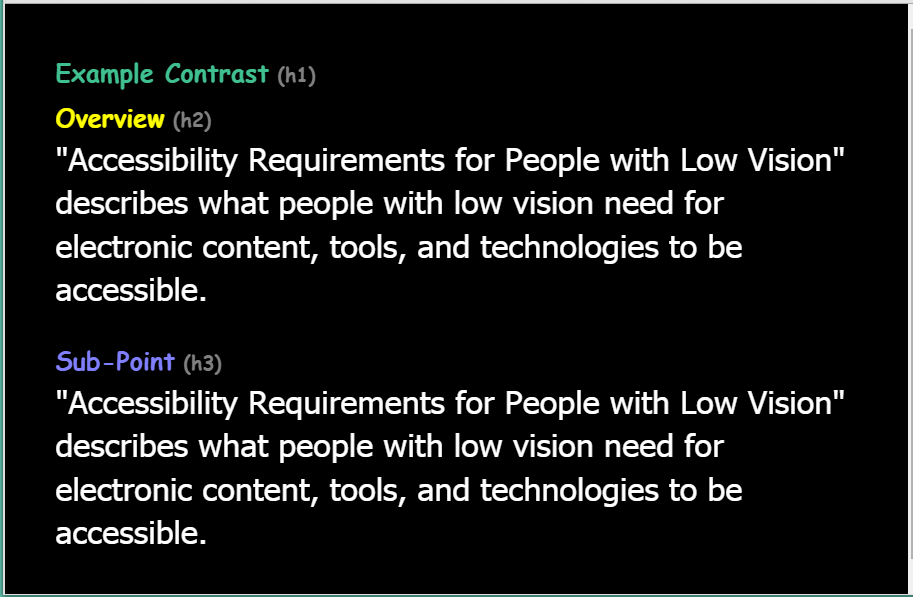 Example Contrast (h1)
Overview (h2)
"Accessibility Requirements for People with Low Vision"
describes what people with low vision need for
electronic content, tools, and technologies to be
accessible.
Sub-Point (h3)
"Accessibility Requirements for People with Low Vision"
describes what people with low vision need for
electronic content, tools, and technologies to be
accessible.